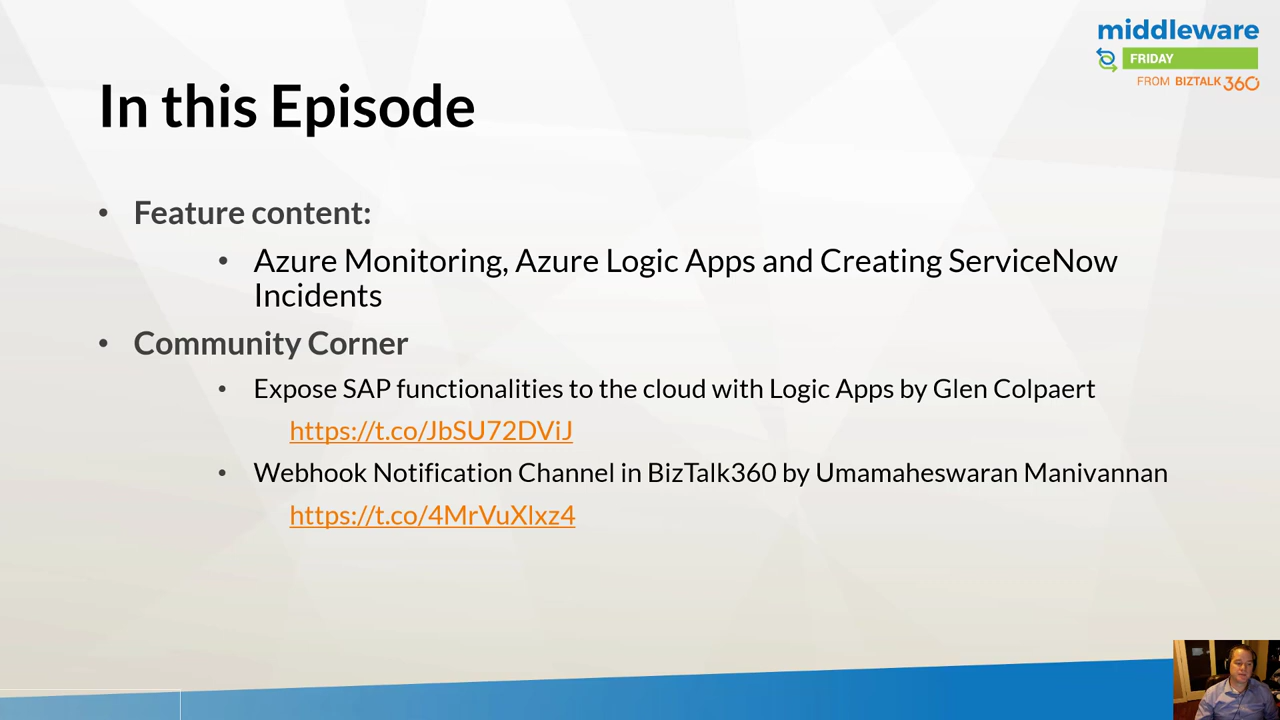 middleware
FRIDAY
FROM BIZTALK360
In this Episode
• Feature content:
• Azure Monitoring, Azure Logic Apps and Creating ServiceNow
Incidents
• Community Corner
• Expose SAP functionalities to the cloud with Logic Apps by Glen Colpaert
https://t.co/JbSU72DViJ
• Webhook Notification Channel in BizTalk360 by Umamaheswaran Manivannan
https://t.co/4MrVuXlxz4